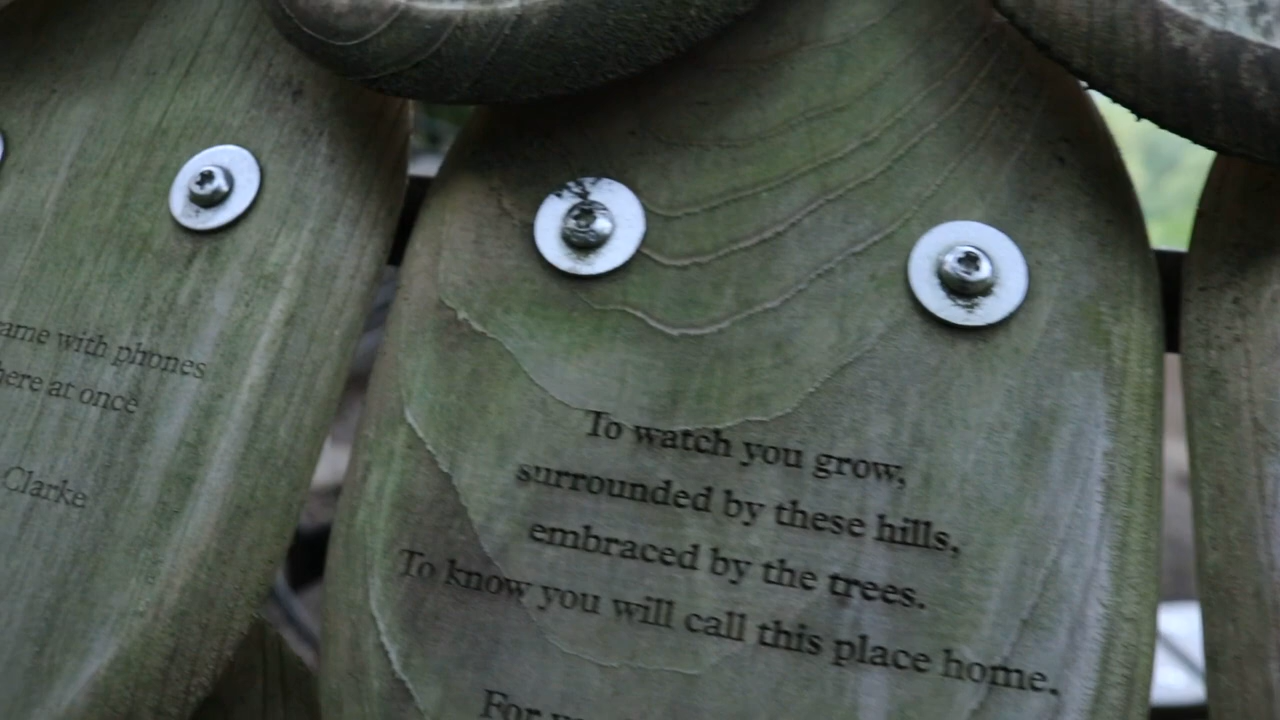 with phones
here at once
Clarke
To watch you grow,
surrounded by these hills,
embraced by the trees.
To know you will call this place home.
For